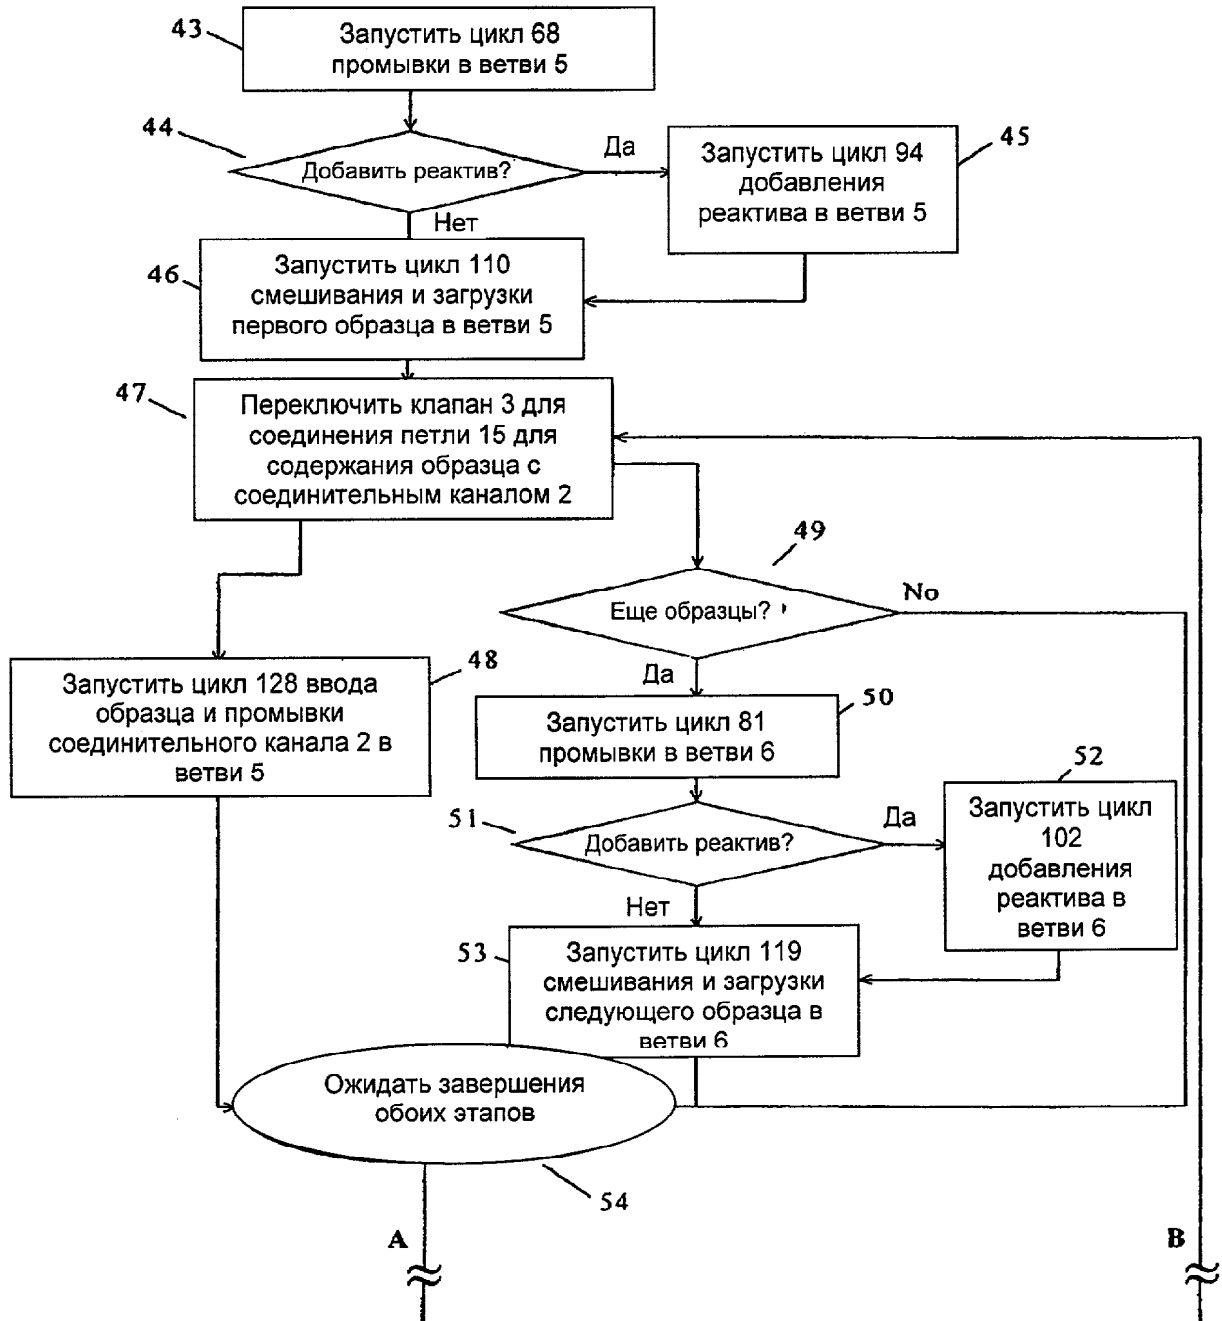 43
Запустить цикл 68
промывки в ветви 5
44
Добавить реактив?
Да
45
Запустить цикл 94
добавления
реактива в ветви 5
Нет
46
Запустить цикл 110
смешивания и загрузки
первого образца в ветви 5
47
Переключить клапан 3 для
соединения петли 15 для
содержания образца с
соединительным каналом 2
49
Еще образцы?
No
Да
48
Запустить цикл 128 ввода
образца и промывки
соединительного канала 2 в
ветви 5
50
Запустить цикл 81
промывки в ветви 6
51
Добавить реактив?
Да
52
Запустить цикл
102
добавления
реактива в
ветви 6
Нет
53
Запустить цикл 119
смешивания и загрузки
следующего образца в
ветви 6
Ожидать завершения
обоих этапов
54
A
B